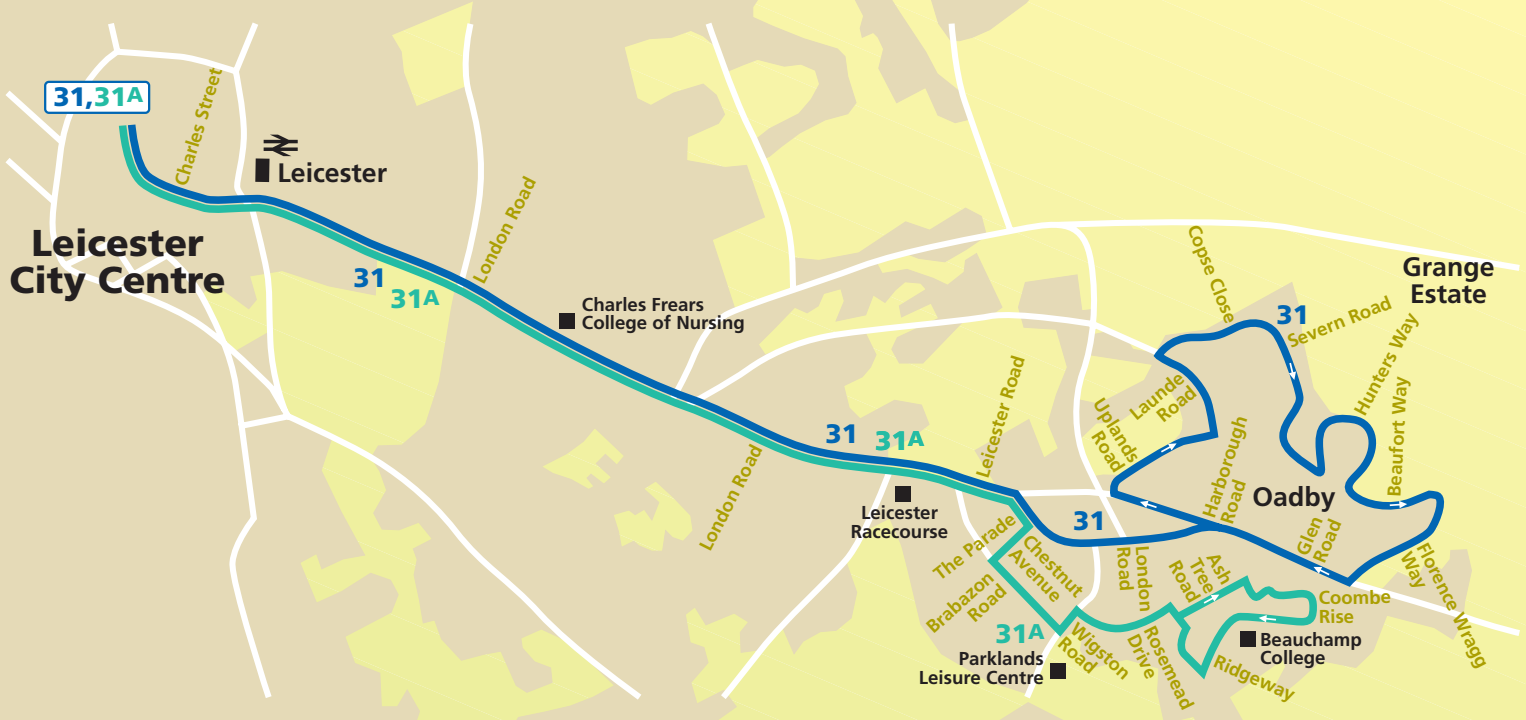 31,31A
Charles Street
Leicester
Leicester
City Centre
31
31A
London Road
Charles Frears
College of Nursing
London Road
31
31A
Leicester
Racecourse
Leicester Road
Copse Close
Grange
Estate
31
Severn Road
Hunters Way
Beaufort Way
Launde
Road
Uplands
Road
Harborough
Road
Oadby
31
Glen
Road
The Parade
Chestnut
Avenue
London
Road
Ash
Tree
Road
Florence Wragg
Way
Brabazon
Road
Coombe
Rise
31A
Wigston
Road
Rosemead
Drive
Beauchamp
College
Parklands
Leisure Centre
Ridgeway